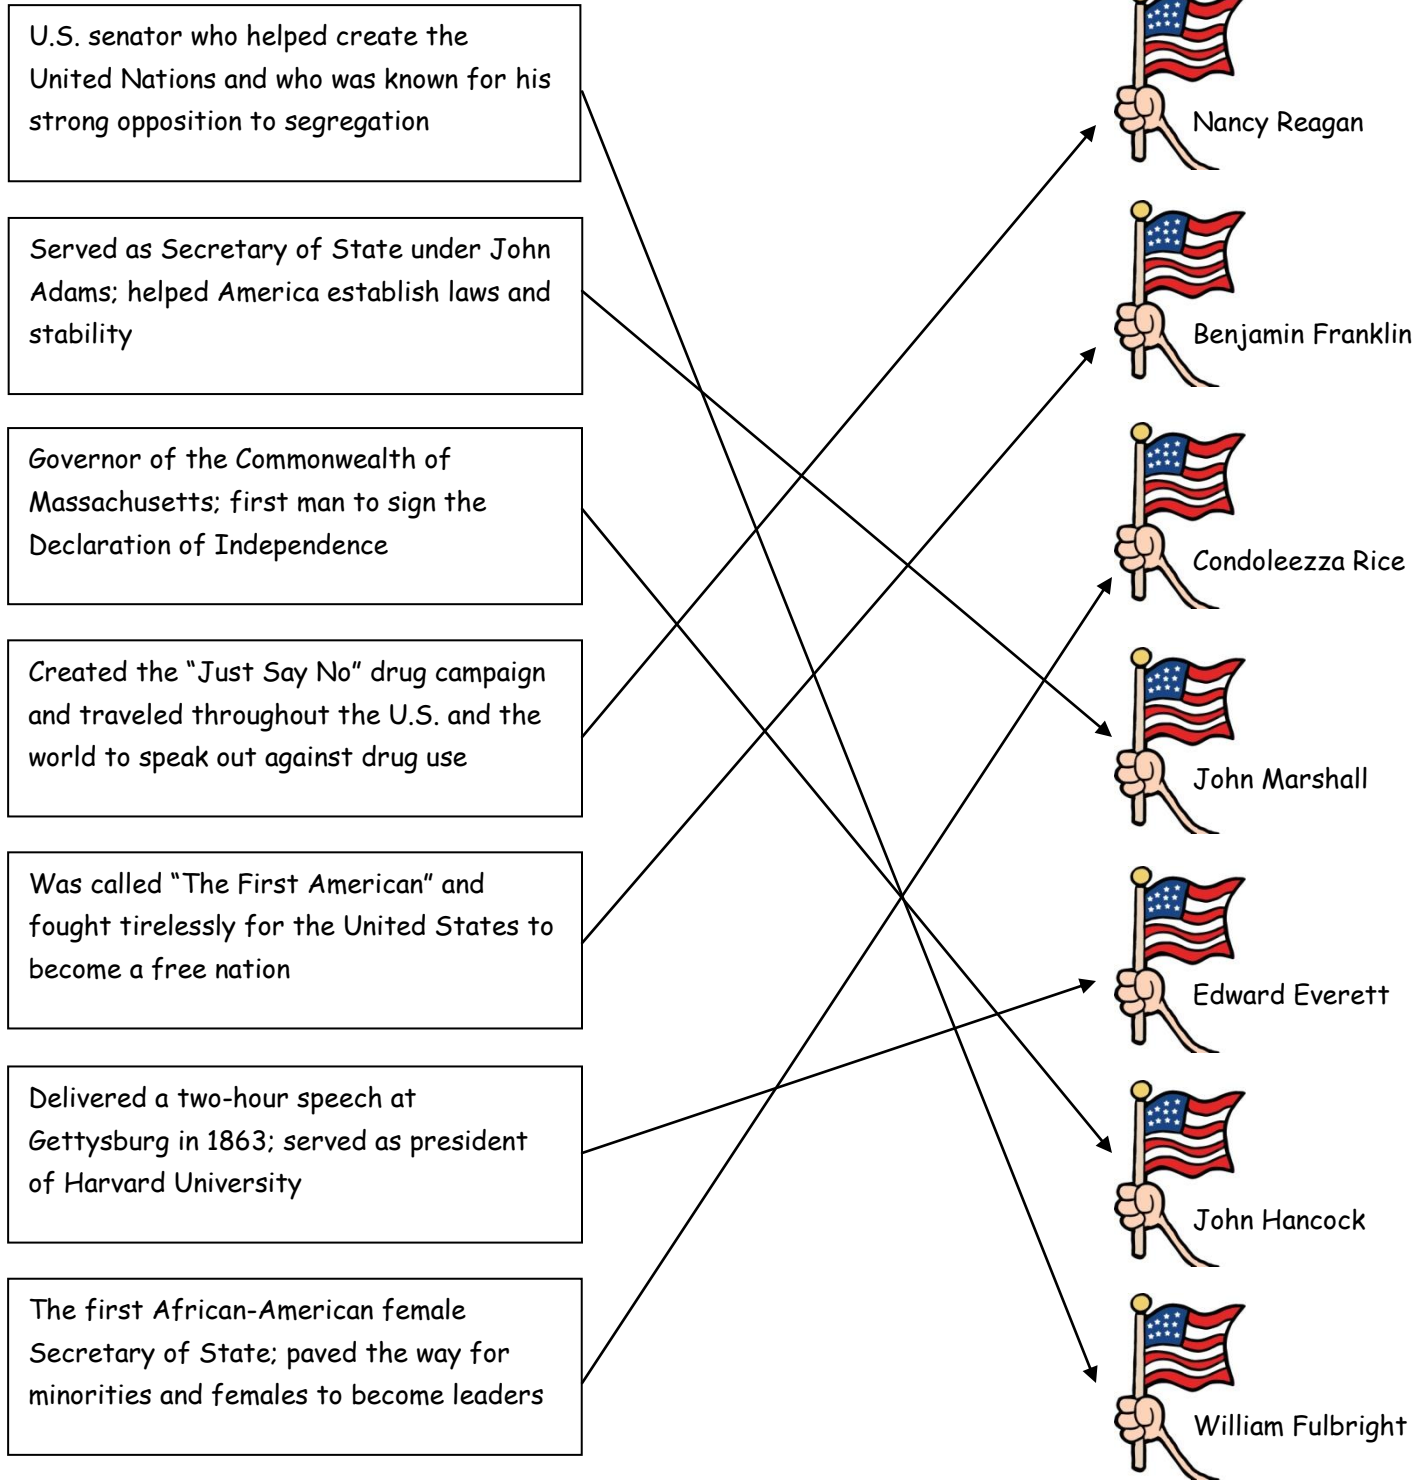 U.S. senator who helped create the
United Nations and who was known for his
strong opposition to segregation
Nancy Reagan
Served as Secretary of State under John
Adams; helped America establish laws and
stability
Benjamin Franklin
Governor of the Commonwealth of
Massachusetts; first man to sign the
Declaration of Independence
Condoleezza Rice
Created the “Just Say No” drug campaign
and traveled throughout the U.S. and the
world to speak out against drug use
John Marshall
Was called “The First American” and
fought tirelessly for the United States to
become a free nation
Edward Everett
Delivered a two-hour speech at
Gettysburg in 1863; served as president
of Harvard University
John Hancock
The first African-American female
Secretary of State; paved the way for
minorities and females to become leaders
William Fulbright